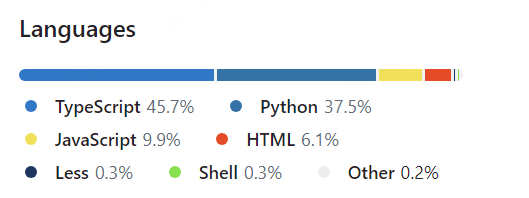 Languages
TypeScript 45.7% Python 37.5%
JavaScript 9.9% HTML 6.1%
Less 0.3% Shell 0.3% Other 0.2%